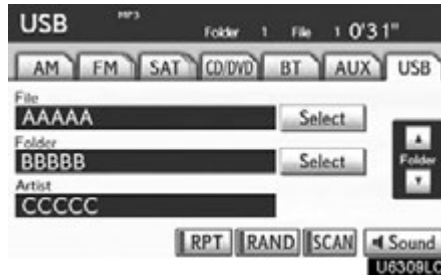 USB MP3 Folder 1 File 1 0'31"
AM FM SAT CD/DVD BT AUX USB
File
AAAAA Select
Folder
BBBBB Select
Folder
Artist
CCCCC
RPT RAND SCAN Sound
U6309LC